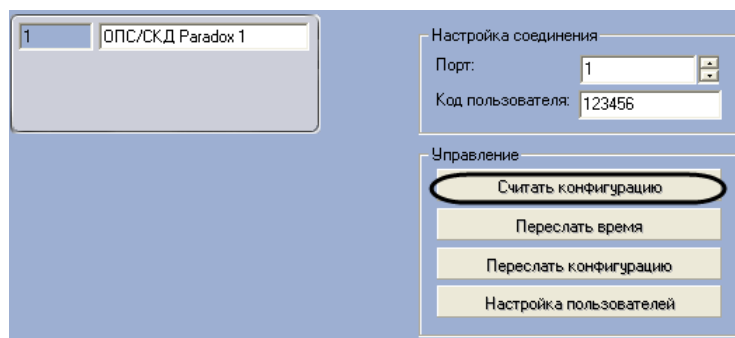 1
ОПС/СКД Paradox 1
Настройка соединения
Порт:
1
Код пользователя:
123456
Управление
Считать конфигурацию
Переслать время
Переслать конфигурацию
Настройка пользователей